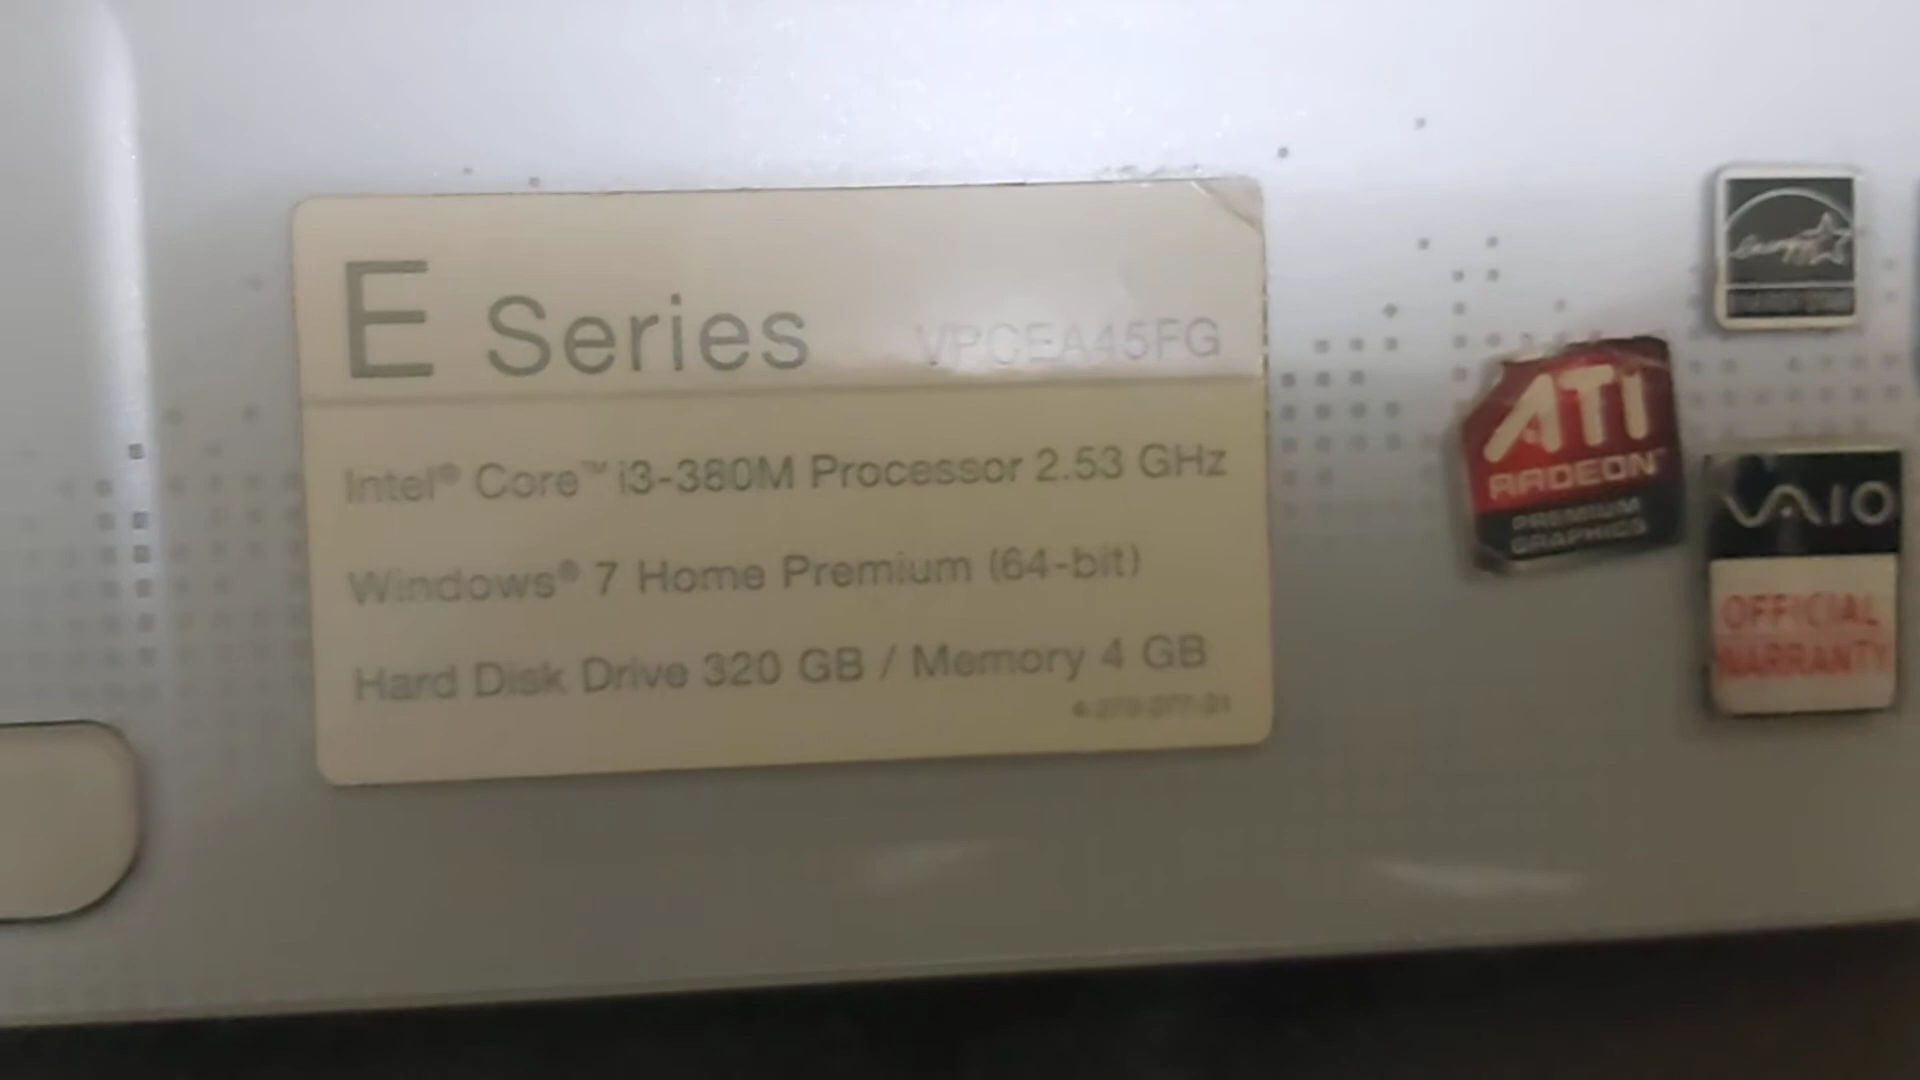 E Series VPCEA45FG
Intel® Core™ i3-380M Processor 2.53 GHz
Windows® 7 Home Premium (64-bit)
Hard Disk Drive 320 GB / Memory 4 GB
energy
ATI
RADEON
PREMIUM
GRAPHICS
VAIO
OFFICIAL
WARRANTY